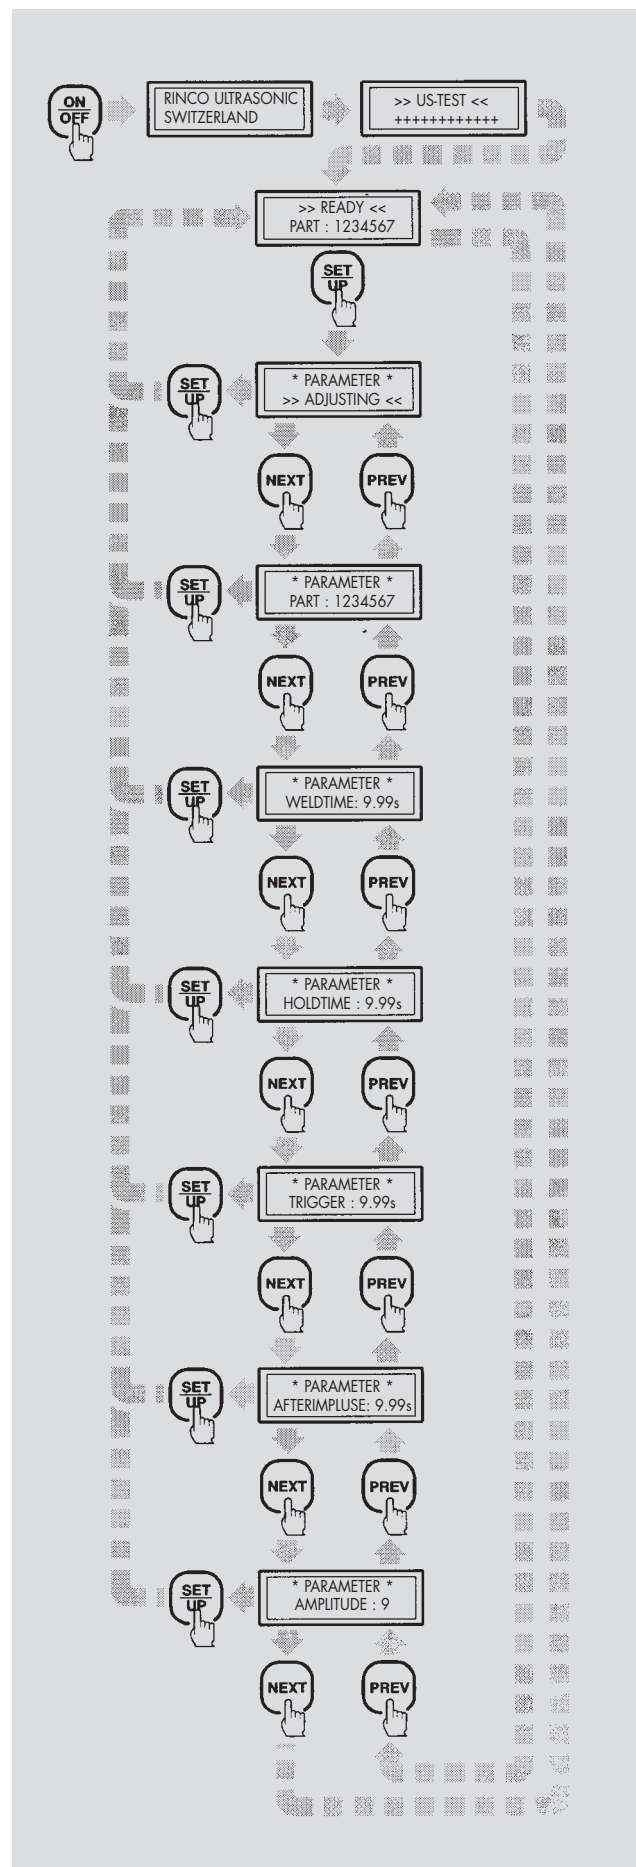 ON
OFF
RINCO ULTRASONIC
SWITZERLAND
>> US-TEST <<
++++++++++++
>> READY <<
PART : 1234567
SET
UP
* PARAMETER *
>> ADJUSTING <<
SET
UP
NEXT
PREV
* PARAMETER *
PART : 1234567
SET
UP
NEXT
PREV
* PARAMETER *
WELDTIME: 9.99s
SET
UP
NEXT
PREV
* PARAMETER *
HOLDTIME : 9.99s
SET
UP
NEXT
PREV
* PARAMETER *
TRIGGER : 9.99s
SET
UP
NEXT
PREV
* PARAMETER *
AFTERIMPLUSE: 9.99s
SET
UP
NEXT
PREV
* PARAMETER *
AMPLITUDE : 9
SET
UP
NEXT
PREV